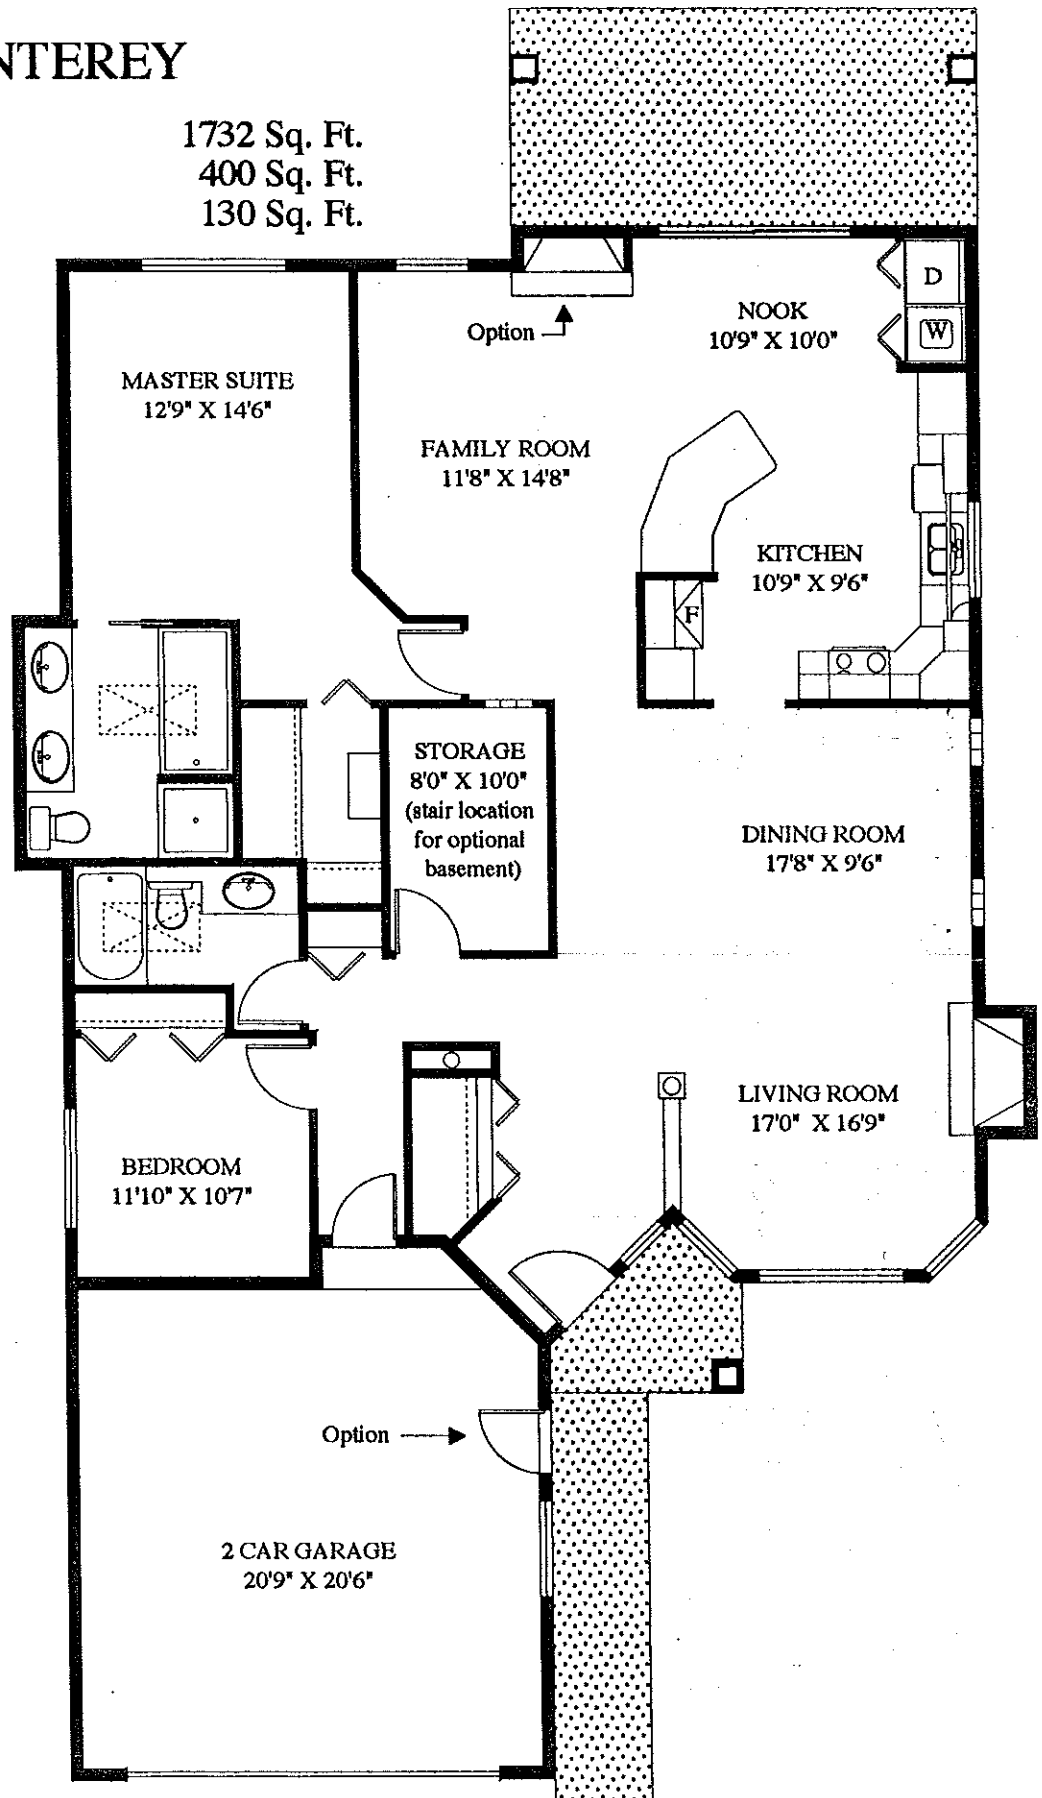 NTEREY
1732 Sq. Ft.
400 Sq. Ft.
130 Sq. Ft.
D
W
NOOK
10'9" X 10'0"
Option
MASTER SUITE
12'9" X 14'6"
FAMILY ROOM
11'8" X 14'8"
KITCHEN
10'9" X 9'6"
F
STORAGE
8'0" X 10'0"
(stair location
for optional
basement)
DINING ROOM
17'8" X 9'6"
LIVING ROOM
17'0" X 16'9"
BEDROOM
11'10" X 10'7"
Option
2 CAR GARAGE
20'9" X 20'6"